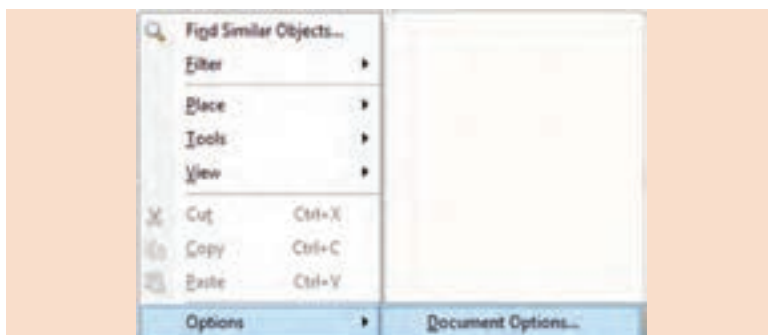 Find Similar Objects...
Filter
Place
Tools
View
Cut Ctrl+X
Copy Ctrl+C
Paste Ctrl+V
Options Document Options...